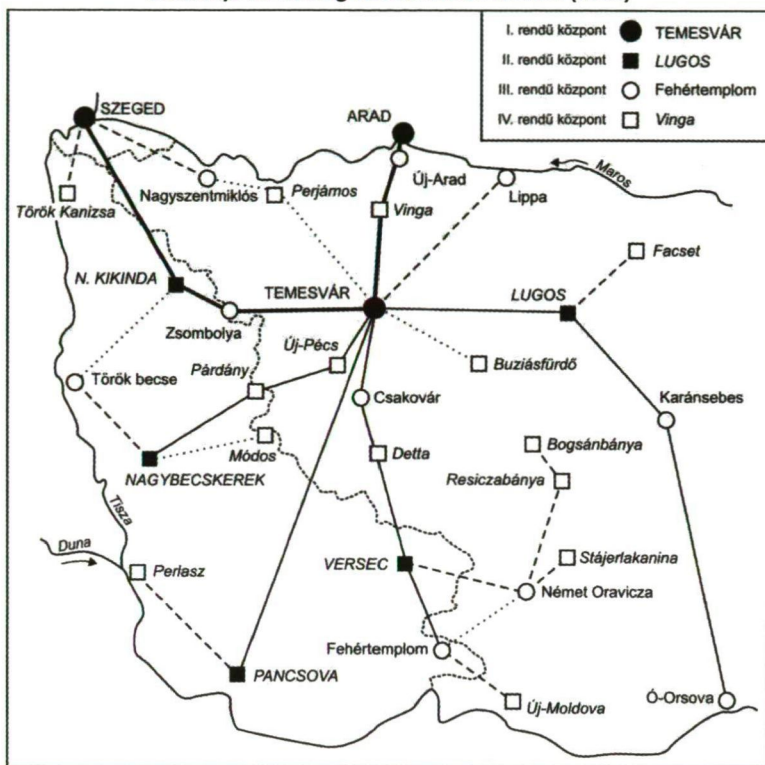 I. rendű központ TEMESVÁR
II. rendű központ LUGOS
III. rendű központ Fehértemplom
IV. rendű központ Vinga
SZEGED
ARAD
Maros
Új-Arad
Lippa
Nagyszentmiklós
Perjámos
Török Kanizsa
Vinga
Facset
N. KIKINDA
TEMESVÁR
LUGOS
Zsombolya
Új-Pécs
Buziásfürdő
Párdány
Török becse
Csakovár
Karánsebes
Módos
Detta
Bogsánbánya
NAGYBECSKEREK
Resiczabánya
Tisza
Duna
Perlasz
VERSEC
Stájerlakanina
Német Oravicza
Fehértemplom
PANCSOVA
Új-Moldova
Ó-Orsova